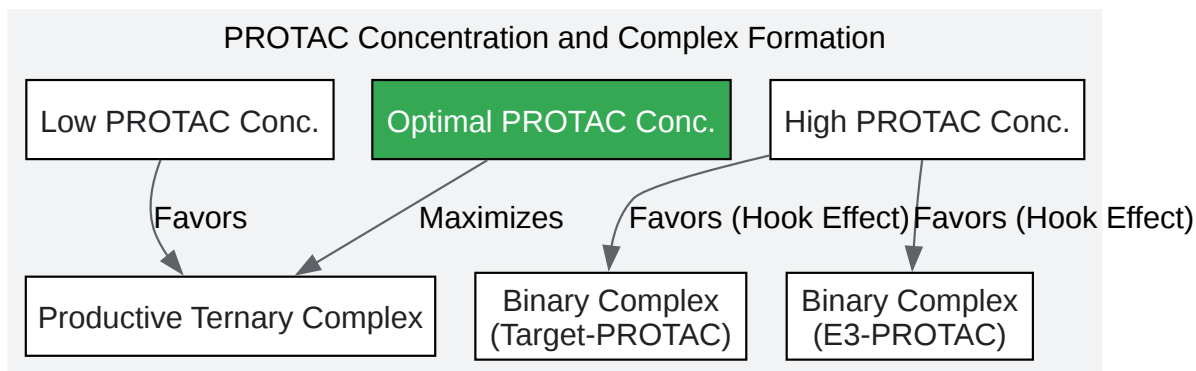 PROTAC Concentration and Complex Formation
Low PROTAC Conc.
Optimal PROTAC Conc.
High PROTAC Conc.
Favors
Maximizes
Favors (Hook Effect)
Favors (Hook Effect)
Productive Ternary Complex
Binary Complex
(Target-PROTAC)
Binary Complex
(E3-PROTAC)